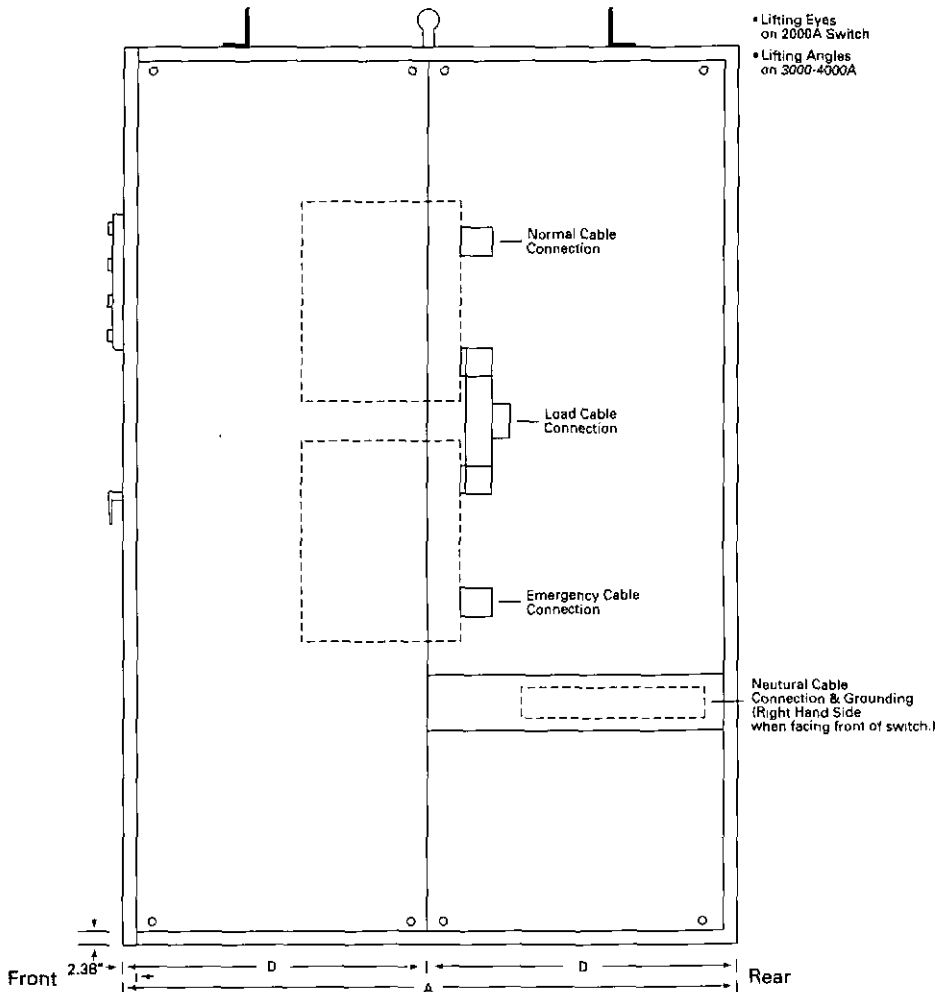 • Lifting Eyes
on 2000A Switch
• Lifting Angles
on 3000-4000A
Normal Cable
Connection
Load Cable
Connection
Emergency Cable
Connection
Neutural Cable
Connection & Grounding
(Right Hand Side
when facing front of switch.)
Front 2.38" D D Rear
A